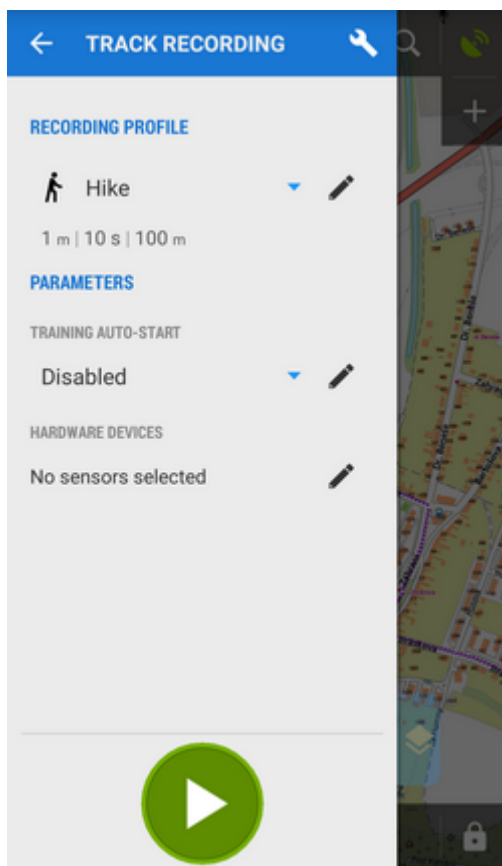 TRACK RECORDING
RECORDING PROFILE
Hike
1 m | 10 s | 100 m
PARAMETERS
TRAINING AUTO-START
Disabled
HARDWARE DEVICES
No sensors selected